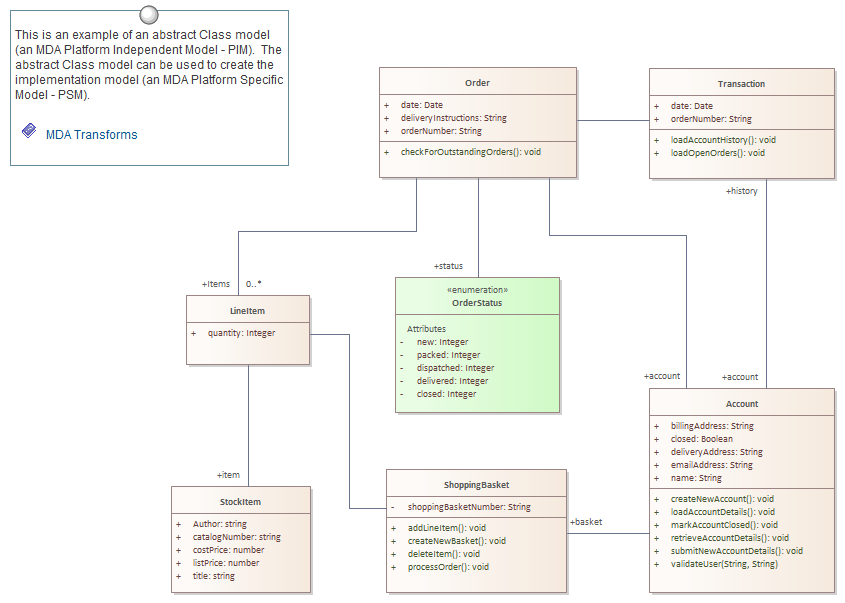 This is an example of an abstract Class model
(an MDA Platform Independent Model - PIM). The
abstract Class model can be used to create the
implementation model (an MDA Platform Specific
Model - PSM).
MDA Transforms
Order
+ date: Date
+ deliveryInstructions: String
+ orderNumber: String
+ checkForOutstandingOrders(): void
Transaction
+ date: Date
+ orderNumber: String
+ loadAccountHistory(): void
+ loadOpenOrders(): void
+history
+status
+Items 0..*
LineItem
+ quantity: Integer
«enumeration»
OrderStatus
Attributes
- new: Integer
- packed: Integer
- dispatched: Integer
- delivered: Integer
- closed: Integer
+account
+account
Account
+ billingAddress: String
+ closed: Boolean
+ deliveryAddress: String
+ emailAddress: String
+ name: String
+ createNewAccount(): void
+ loadAccountDetails(): void
+ markAccountClosed(): void
+ retrieveAccountDetails(): void
+ submitNewAccountDetails(): void
+ validateUser(String, String)
+item
StockItem
+ Author: string
+ catalogNumber: string
+ costPrice: number
+ listPrice: number
+ title: string
ShoppingBasket
- shoppingBasketNumber: String
+ addLineItem(): void
+ createNewBasket(): void
+ deleteItem(): void
+ processOrder(): void
+basket